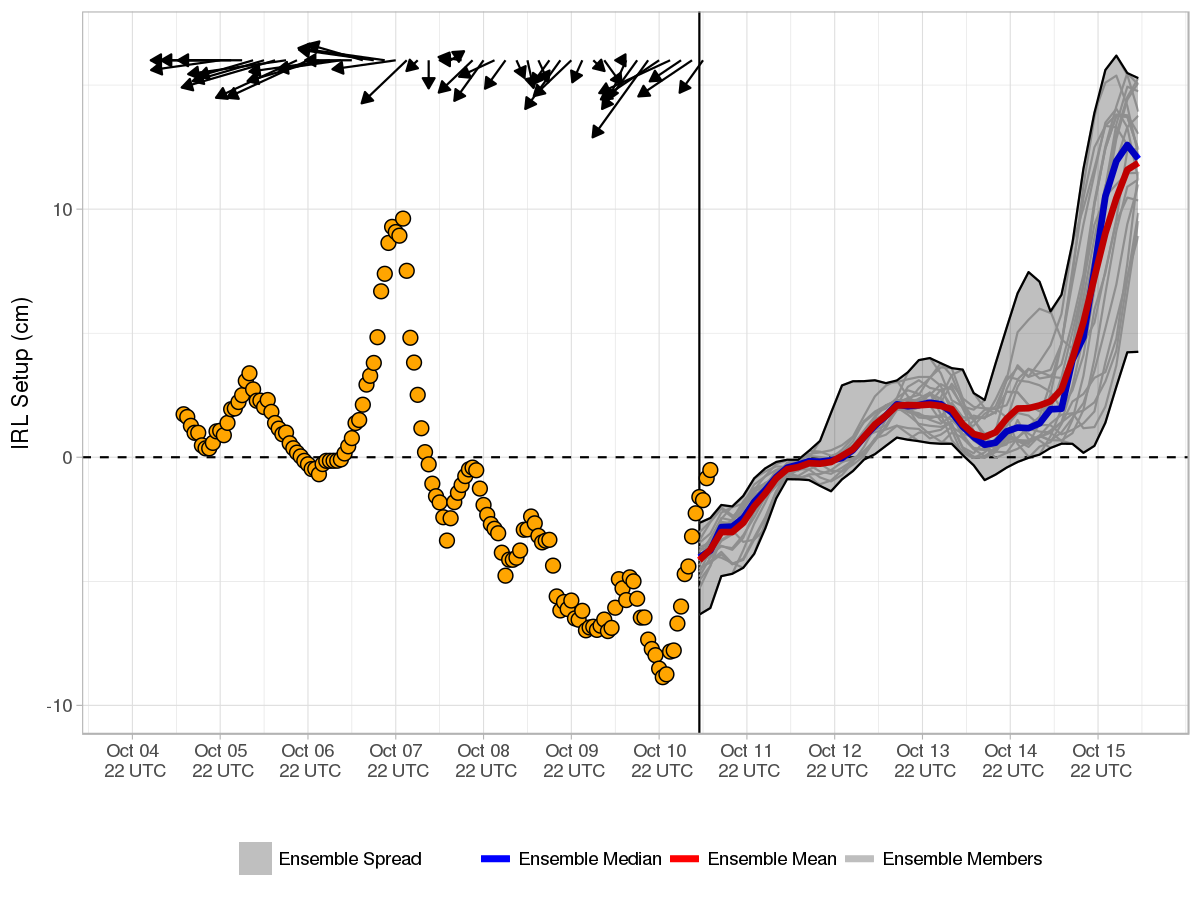 IRL Setup (cm)
10
0
-10
Oct 04 22 UTC
Oct 05 22 UTC
Oct 06 22 UTC
Oct 07 22 UTC
Oct 08 22 UTC
Oct 09 22 UTC
Oct 10 22 UTC
Oct 11 22 UTC
Oct 12 22 UTC
Oct 13 22 UTC
Oct 14 22 UTC
Oct 15 22 UTC
Ensemble Spread
Ensemble Median
Ensemble Mean
Ensemble Members